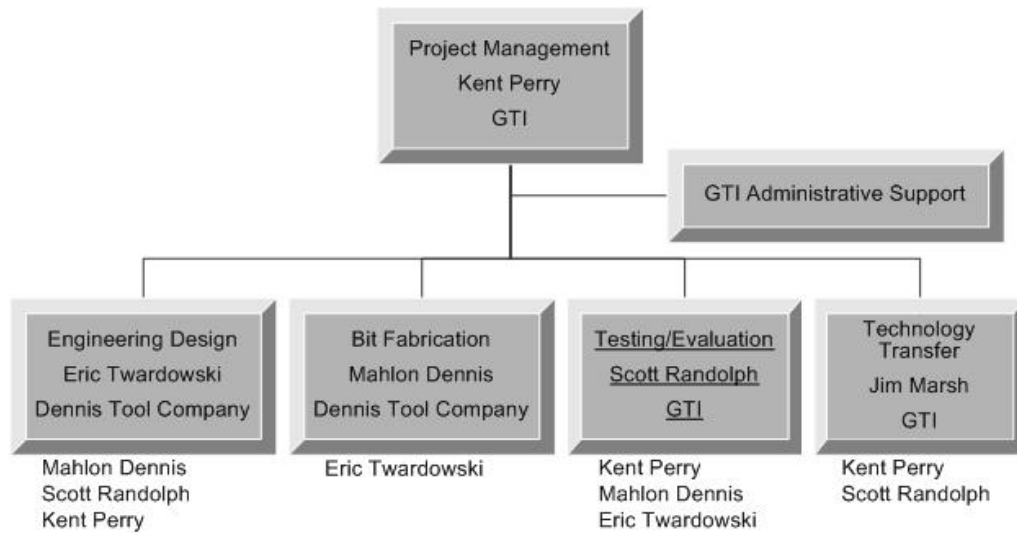 Project Management
Kent Perry
GTI
GTI Administrative Support
Engineering Design
Eric Twardowski
Dennis Tool Company
Mahlon Dennis
Scott Randolph
Kent Perry
Bit Fabrication
Mahlon Dennis
Dennis Tool Company
Eric Twardowski
Testing/Evaluation
Scott Randolph
GTI
Kent Perry
Mahlon Dennis
Eric Twardowski
Technology
Transfer
Jim Marsh
GTI
Kent Perry
Scott Randolph